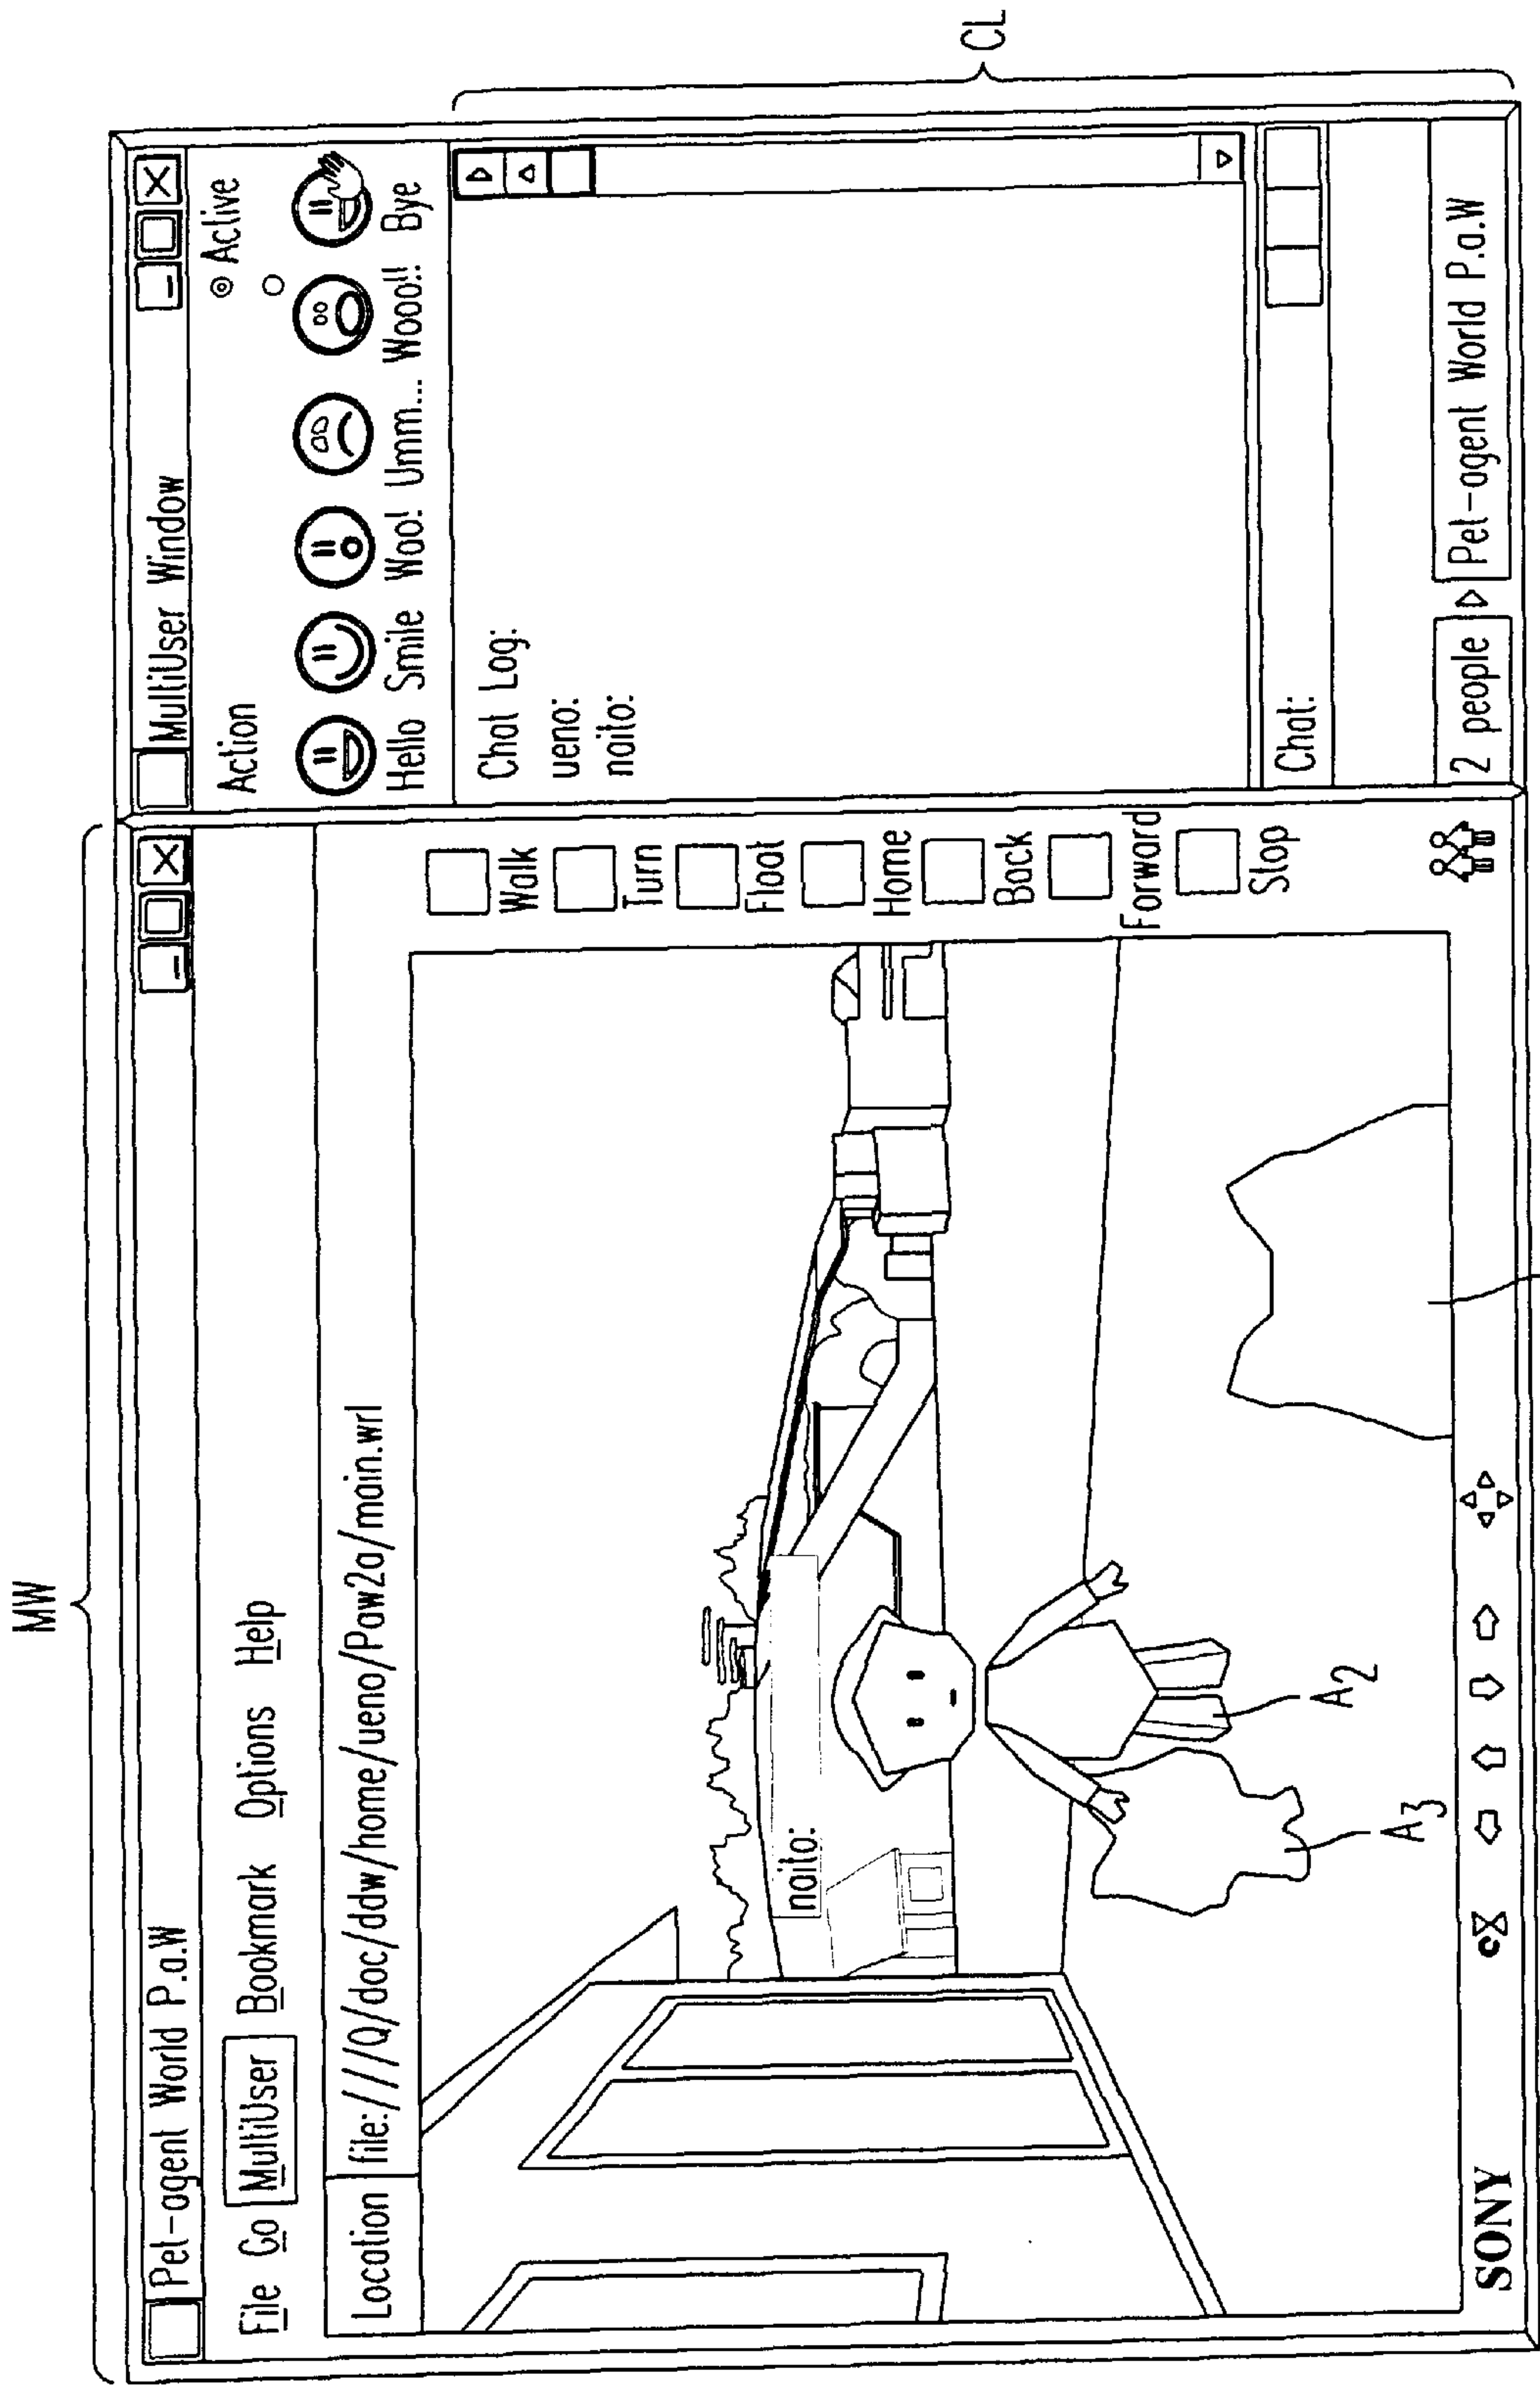 MW
Pet-agent World P.a.W
File Go MultiUser Bookmark Options Help
Location file:////Q/doc/ddw/home/ueno/Paw2a/main.wrl
naito:
Walk
Turn
Float
Home
Back
Forward
Stop
A2
A3
SONY
MultiUser Window
Action
Active
Hello Smile Woo! Umm... Wooo!! Bye
Chat Log:
ueno:
naito:
Chat:
2 people Pet-agent World P.a.W
CL